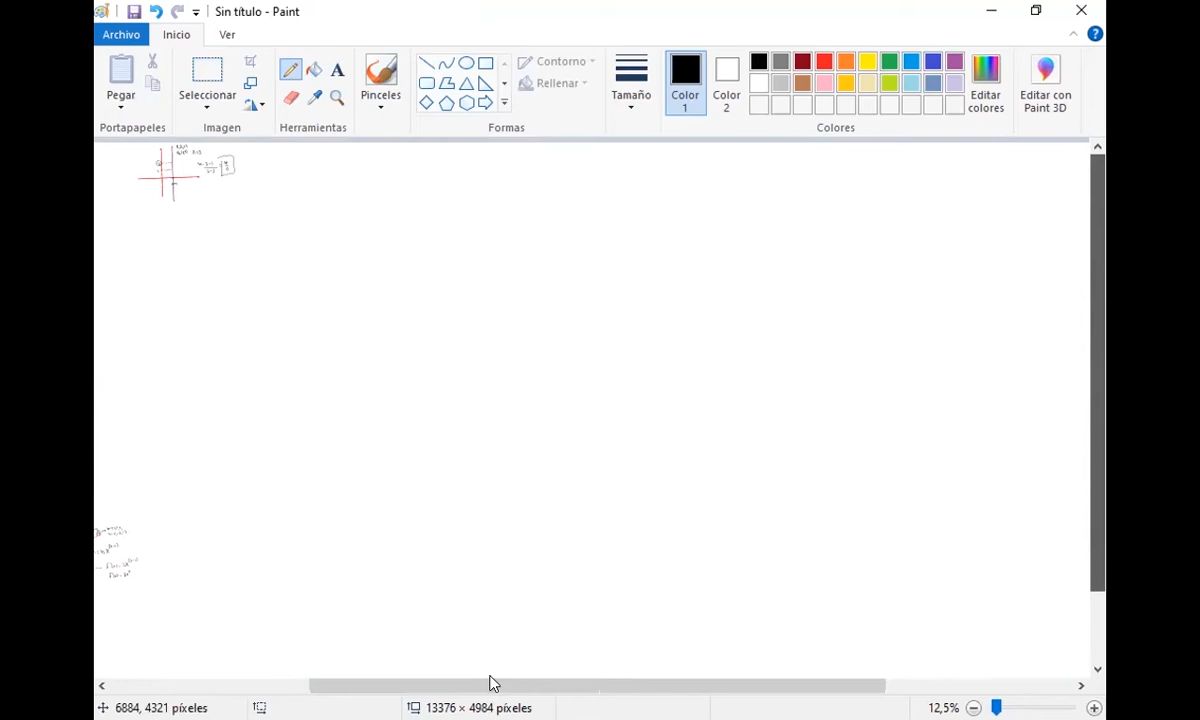 Sin título - Paint
Archivo
Inicio
Ver
Pegar
Portapapeles
Seleccionar
Imagen
A
Herramientas
Pinceles
Contorno
Rellenar
Formas
Tamaño
Color
1
Color
2
Editar
colores
Colores
Editar con
Paint 3D
6884, 4321 píxeles
13376 × 4984 píxeles
12,5%